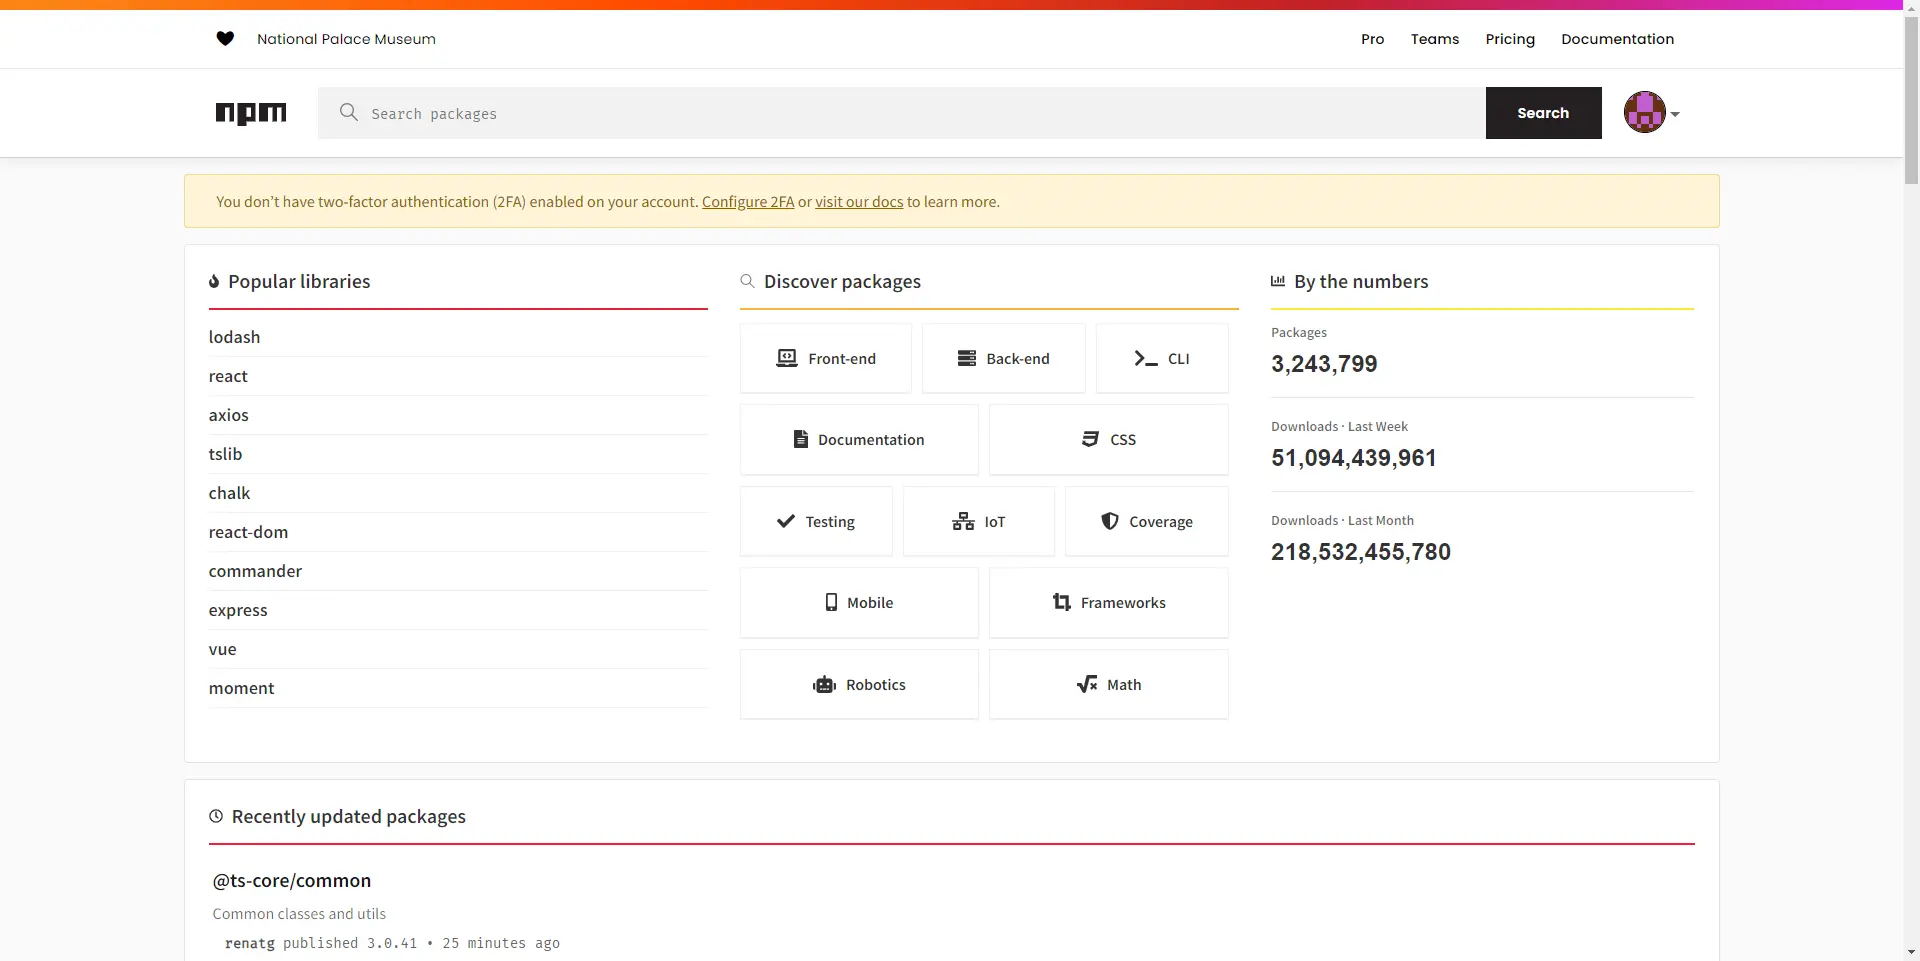 National Palace Museum
Pro Teams Pricing Documentation
npm
Search packages
Search
You don’t have two-factor authentication (2FA) enabled on your account. Configure 2FA or visit our docs to learn more.
Popular libraries
lodash
react
axios
tslib
chalk
react-dom
commander
express
vue
moment
Discover packages
Front-end
Back-end
CLI
Documentation
CSS
Testing
IoT
Coverage
Mobile
Frameworks
Robotics
Math
By the numbers
Packages
3,243,799
Downloads · Last Week
51,094,439,961
Downloads · Last Month
218,532,455,780
Recently updated packages
@ts-core/common
Common classes and utils
renatg published 3.0.41 • 25 minutes ago